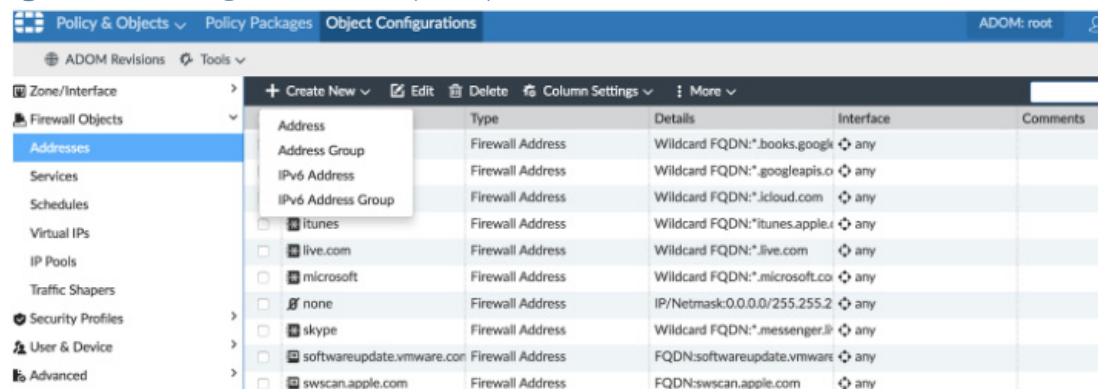 Policy & Objects Policy Packages Object Configurations ADOM: root
ADOM Revisions Tools
Zone/Interface
Firewall Objects
Addresses
Services
Schedules
Virtual IPs
IP Pools
Traffic Shapers
Security Profiles
User & Device
Advanced
+ Create New Edit Delete Column Settings More
Address
Address Group
IPv6 Address
IPv6 Address Group
Type Details Interface Comments
Firewall Address Wildcard FQDN:*.books.google any
Firewall Address Wildcard FQDN:*.googleapis.c any
Firewall Address Wildcard FQDN:*.icloud.com any
itunes Firewall Address Wildcard FQDN:*itunes.apple. any
live.com Firewall Address Wildcard FQDN:*.live.com any
microsoft Firewall Address Wildcard FQDN:*.microsoft.co any
none Firewall Address IP/Netmask:0.0.0.0/255.255.2 any
skype Firewall Address Wildcard FQDN:*.messenger.li any
softwareupdate.vmware.com Firewall Address FQDN:softwareupdate.vmware any
swscan.apple.com Firewall Address FQDN:swscan.apple.com any